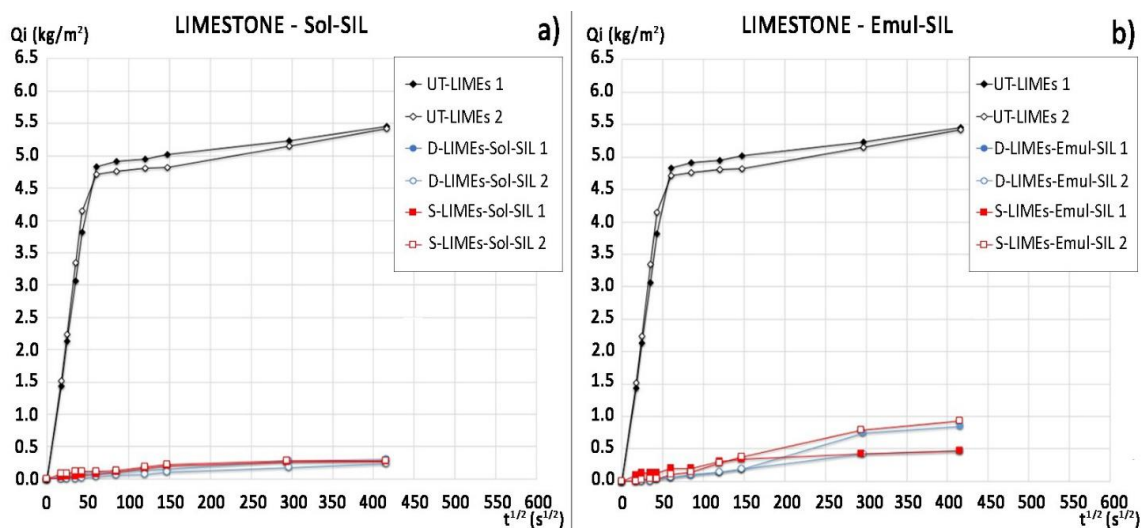 LIMESTONE - Sol-SIL
a)
Qi (kg/m²)
6.5
6.0
5.5
5.0
4.5
4.0
3.5
3.0
2.5
2.0
1.5
1.0
0.5
0.0
UT-LIMEs 1
UT-LIMEs 2
D-LIMEs-Sol-SIL 1
D-LIMEs-Sol-SIL 2
S-LIMEs-Sol-SIL 1
S-LIMEs-Sol-SIL 2
0 50 100 150 200 250 300 350 400 450 500 550 600
t^1/2 (s^1/2)
LIMESTONE - Emul-SIL
b)
Qi (kg/m²)
6.5
6.0
5.5
5.0
4.5
4.0
3.5
3.0
2.5
2.0
1.5
1.0
0.5
0.0
UT-LIMEs 1
UT-LIMEs 2
D-LIMEs-Emul-SIL 1
D-LIMEs-Emul-SIL 2
S-LIMEs-Emul-SIL 1
S-LIMEs-Emul-SIL 2
0 50 100 150 200 250 300 350 400 450 500 550 600
t^1/2 (s^1/2)